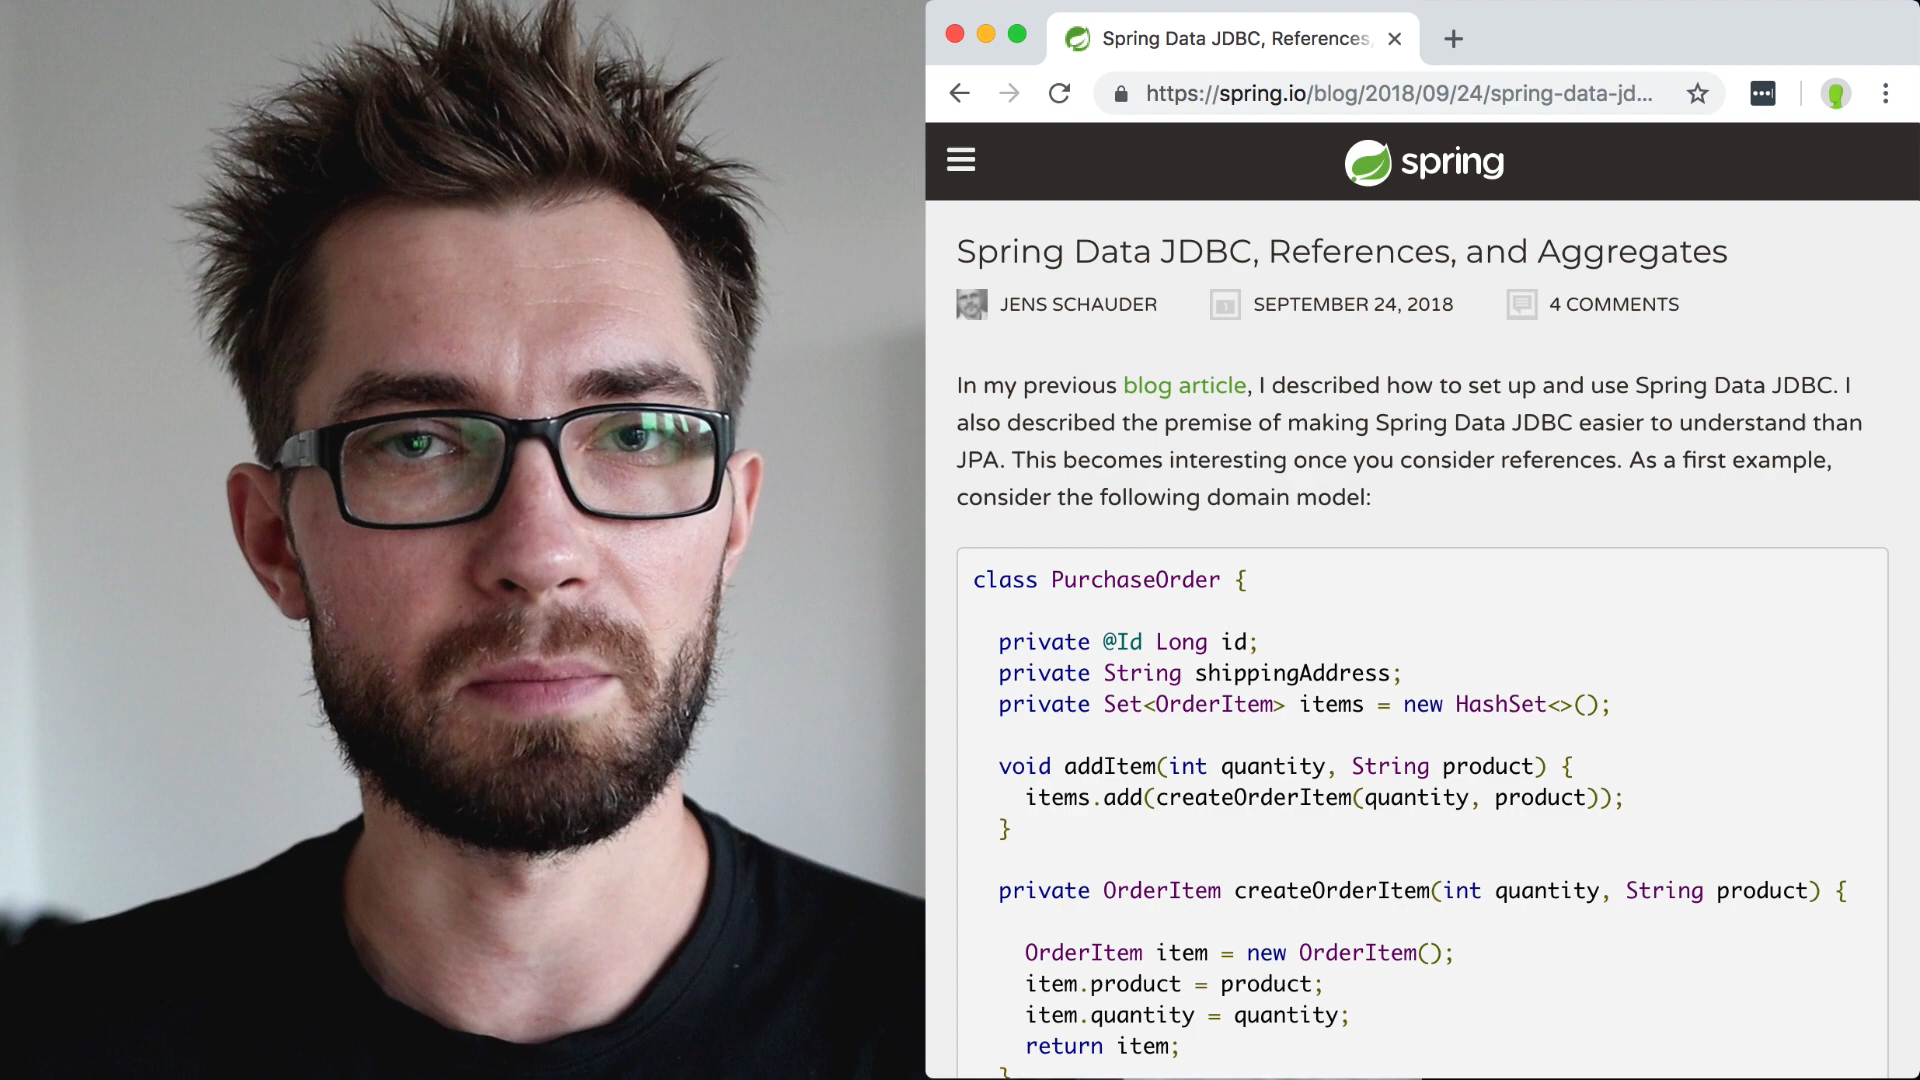 Spring Data JDBC, References,
https://spring.io/blog/2018/09/24/spring-data-jd...
spring
Spring Data JDBC, References, and Aggregates
JENS SCHAUDER SEPTEMBER 24, 2018 4 COMMENTS
In my previous blog article, I described how to set up and use Spring Data JDBC. I
also described the premise of making Spring Data JDBC easier to understand than
JPA. This becomes interesting once you consider references. As a first example,
consider the following domain model:
class PurchaseOrder {
private @Id Long id;
private String shippingAddress;
private Set<OrderItem> items = new HashSet<>();
void addItem(int quantity, String product) {
items.add(createOrderItem(quantity, product));
}
private OrderItem createOrderItem(int quantity, String product) {
OrderItem item = new OrderItem();
item.product = product;
item.quantity = quantity;
return item;
}